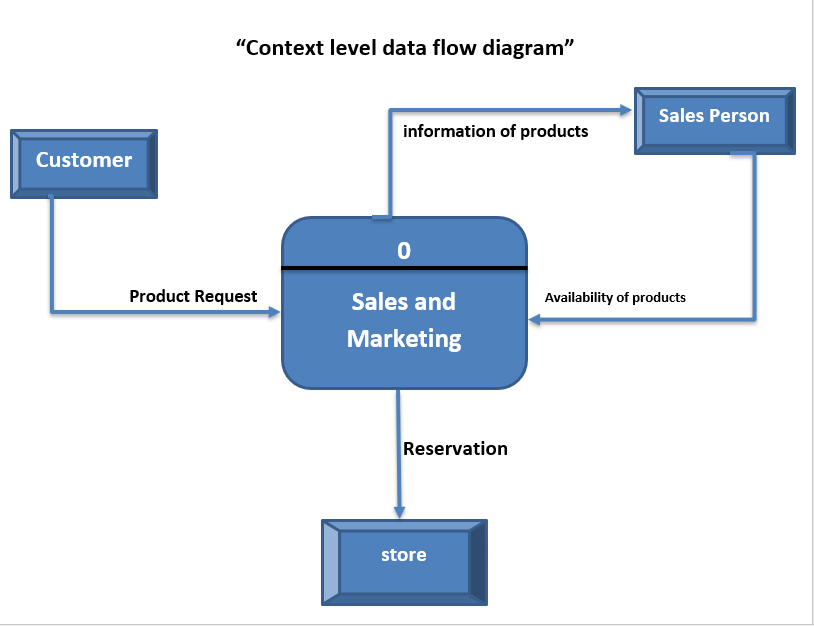 “Context level data flow diagram”
Customer
information of products
Sales Person
0
Sales and
Marketing
Product Request
Availability of products
Reservation
store